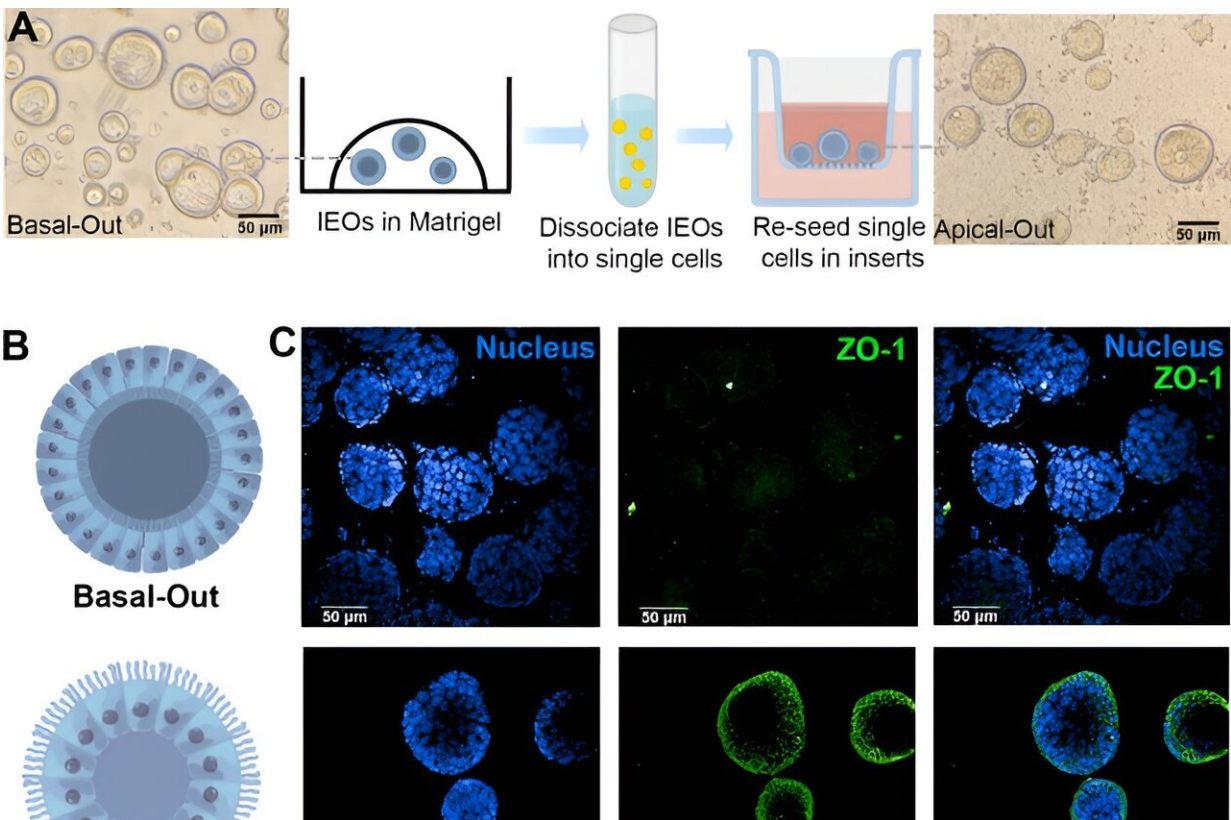 A
Basal-Out
50 µm
IEOs in Matrigel
Dissociate IEOs
into single cells
Re-seed single
cells in inserts
Apical-Out
50 µm
B
Basal-Out
C
Nucleus
50 µm
ZO-1
50 µm
Nucleus
ZO-1
50 µm